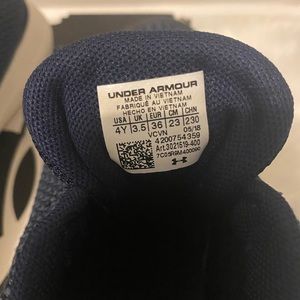 UNDER ARMOUR
MADE IN VIETNAM
FABRIQUÉ AU VIETNAM
HECHO EN VIETNAM
USA UK EUR CM CHN
4Y 3.5 36 23 230
VCVN 05/18
4200754359
Art.3021619-400